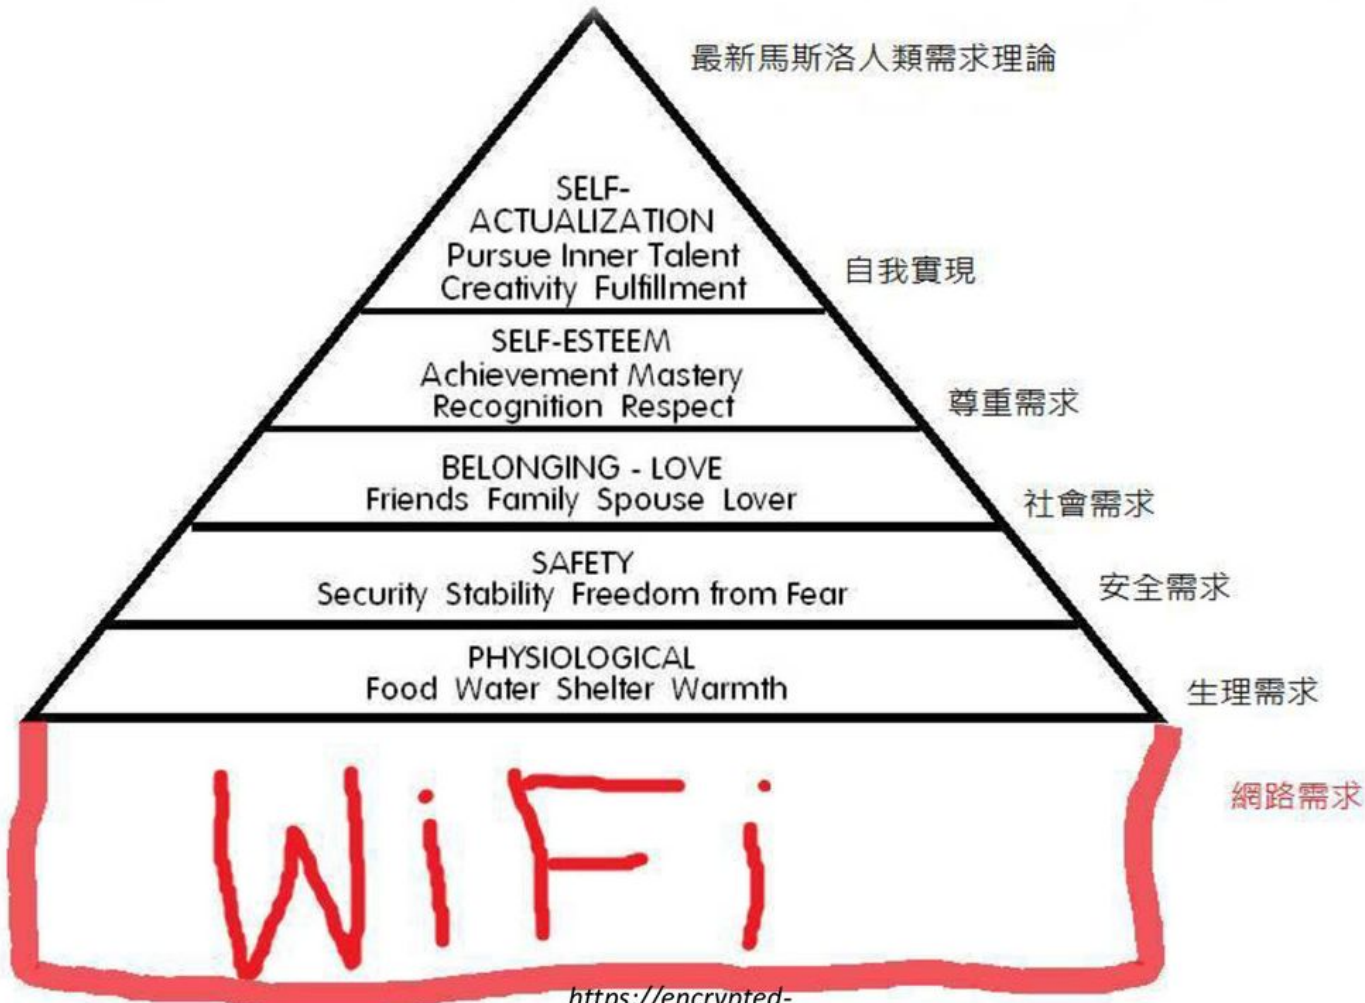 最新馬斯洛人類需求理論
SELF-
ACTUALIZATION
Pursue Inner Talent
Creativity Fulfillment
自我實現
SELF-ESTEEM
Achievement Mastery
Recognition Respect
尊重需求
BELONGING - LOVE
Friends Family Spouse Lover
社會需求
SAFETY
Security Stability Freedom from Fear
安全需求
PHYSIOLOGICAL
Food Water Shelter Warmth
生理需求
WiFi
網路需求
https://encrypted-